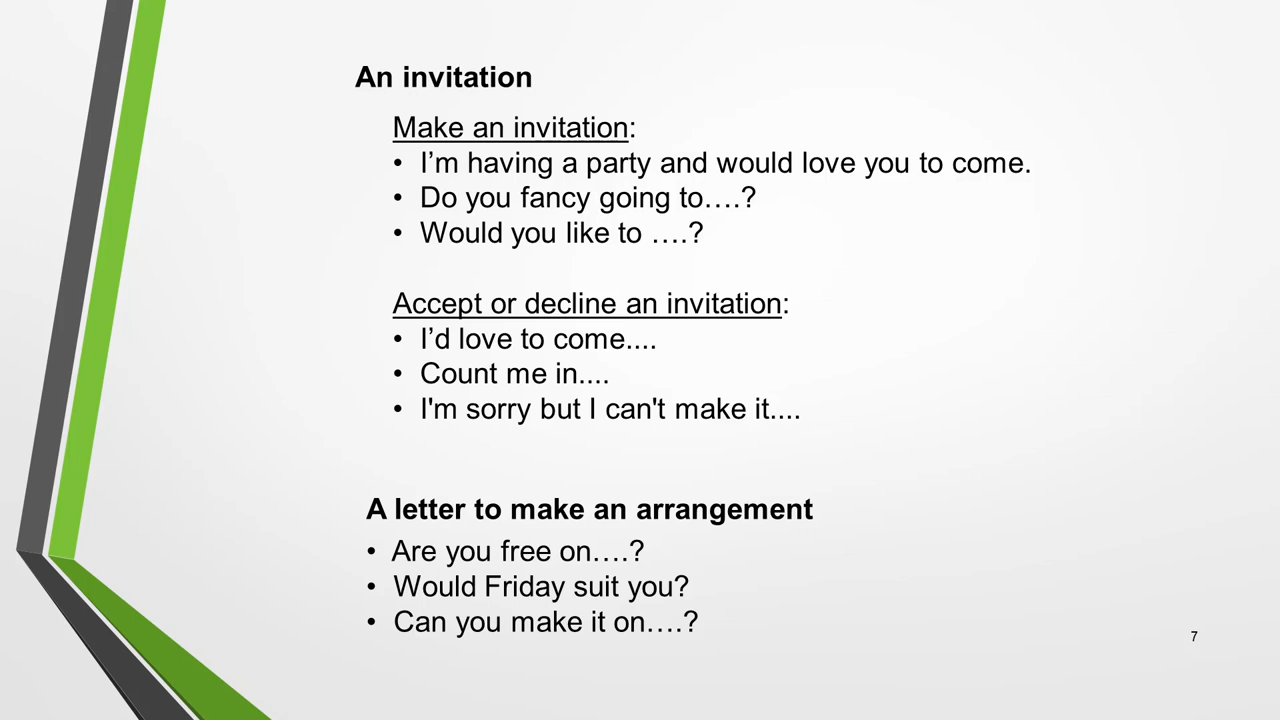 An invitation
Make an invitation:
• I’m having a party and would love you to come.
• Do you fancy going to….?
• Would you like to ….?
Accept or decline an invitation:
• I’d love to come....
• Count me in....
• I'm sorry but I can't make it....
A letter to make an arrangement
• Are you free on….?
• Would Friday suit you?
• Can you make it on….?
7